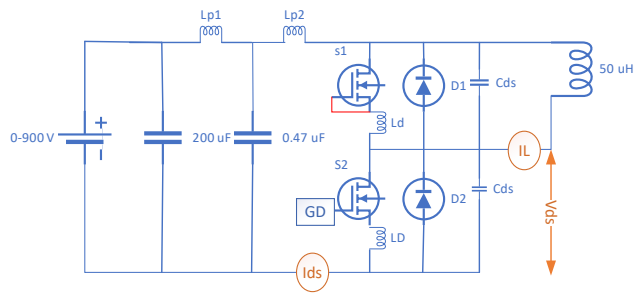 Lp1
Lp2
s1
D1
Cds
50 uH
Ld
0-900 V
+
-
200 uF
0.47 uF
IL
S2
GD
D2
Cds
LD
Vds
Ids